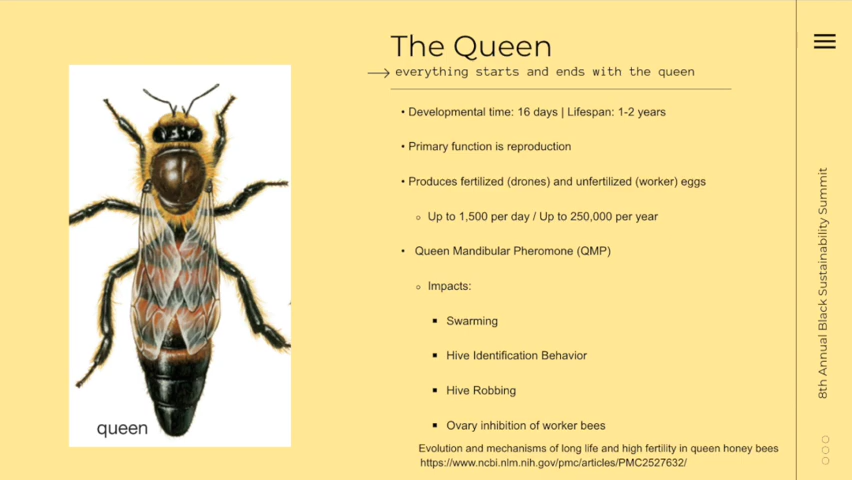 The Queen
everything starts and ends with the queen
• Developmental time: 16 days | Lifespan: 1-2 years
• Primary function is reproduction
• Produces fertilized (drones) and unfertilized (worker) eggs
○ Up to 1,500 per day / Up to 250,000 per year
• Queen Mandibular Pheromone (QMP)
○ Impacts:
■ Swarming
■ Hive Identification Behavior
■ Hive Robbing
■ Ovary inhibition of worker bees
Evolution and mechanisms of long life and high fertility in queen honey bees
https://www.ncbi.nlm.nih.gov/pmc/articles/PMC2527632/
queen
8th Annual Black Sustainability Summit